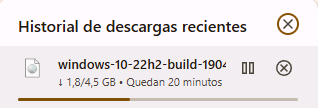 Historial de descargas recientes
windows-10-22h2-build-1904
↓ 1,8/4,5 GB • Quedan 20 minutos